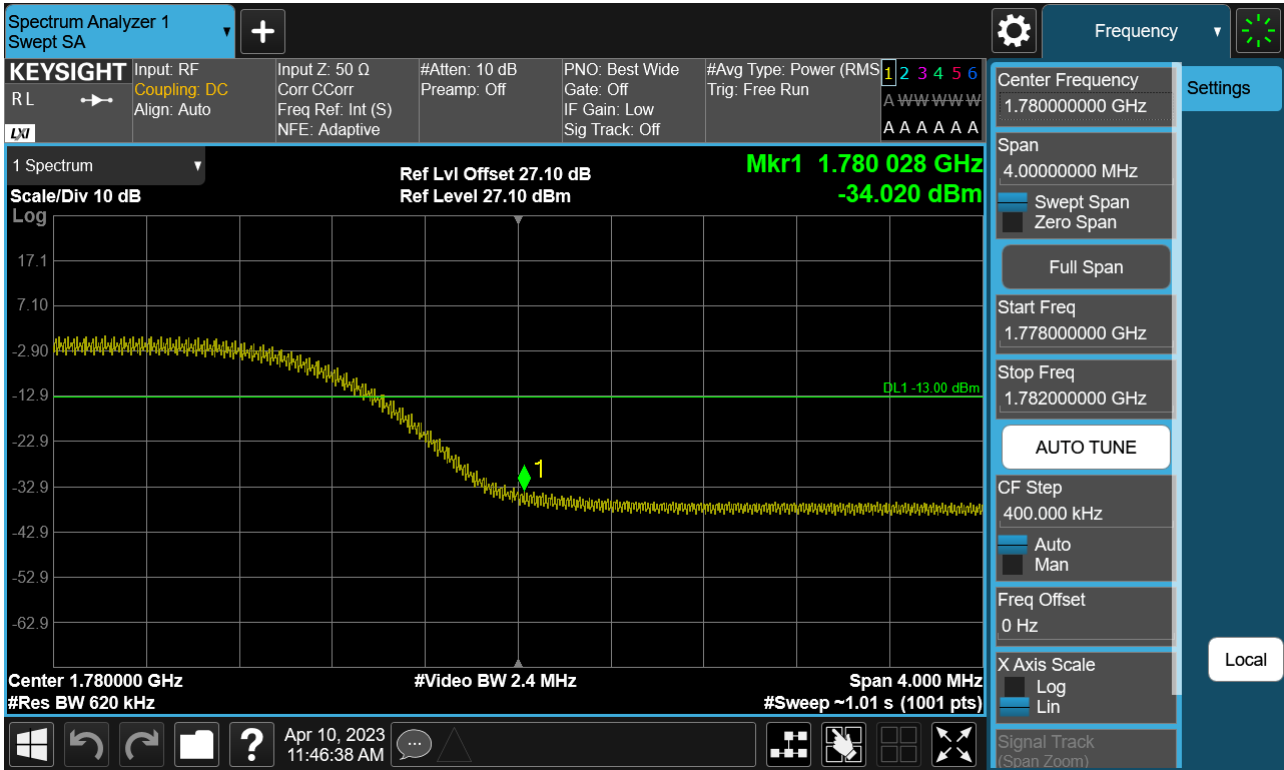 Spectrum Analyzer 1
Swept SA
+
Frequency
KEYSIGHT
R L
LXI
Input: RF
Coupling: DC
Align: Auto
Input Z: 50 Ω
Corr CCorr
Freq Ref: Int (S)
NFE: Adaptive
#Atten: 10 dB
Preamp: Off
PNO: Best Wide
Gate: Off
IF Gain: Low
Sig Track: Off
#Avg Type: Power (RMS
Trig: Free Run
1 2 3 4 5 6
A W W W W W
A A A A A A
1 Spectrum
Scale/Div 10 dB
Log
Ref Lvl Offset 27.10 dB
Ref Level 27.10 dBm
Mkr1 1.780 028 GHz
-34.020 dBm
17.1
7.10
-2.90
-12.9
-22.9
-32.9
-42.9
-52.9
-62.9
DL1 -13.00 dBm
1
Center 1.780000 GHz
#Res BW 620 kHz
#Video BW 2.4 MHz
Span 4.000 MHz
#Sweep ~1.01 s (1001 pts)
Center Frequency
1.780000000 GHz
Span
4.00000000 MHz
Swept Span
Zero Span
Full Span
Start Freq
1.778000000 GHz
Stop Freq
1.782000000 GHz
AUTO TUNE
CF Step
400.000 kHz
Auto
Man
Freq Offset
0 Hz
X Axis Scale
Log
Lin
Signal Track
(Span Zoom)
Settings
Local
?
Apr 10, 2023
11:46:38 AM
...